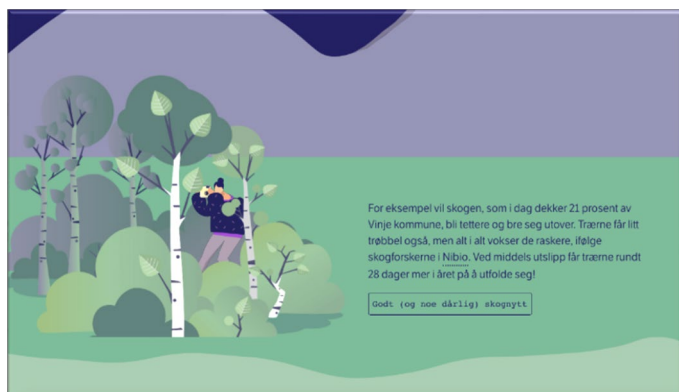 For eksempel vil skogen, som i dag dekker 21 prosent av
Vinje kommune, bli tettere og bre seg utover. Trærne får litt
trøbbel også, men alt i alt vokser de raskere, ifølge
skogforskerne i Nibio. Ved middels utslipp får trærne rundt
28 dager mer i året på å utfolde seg!
Godt (og noe dårlig) skognytt